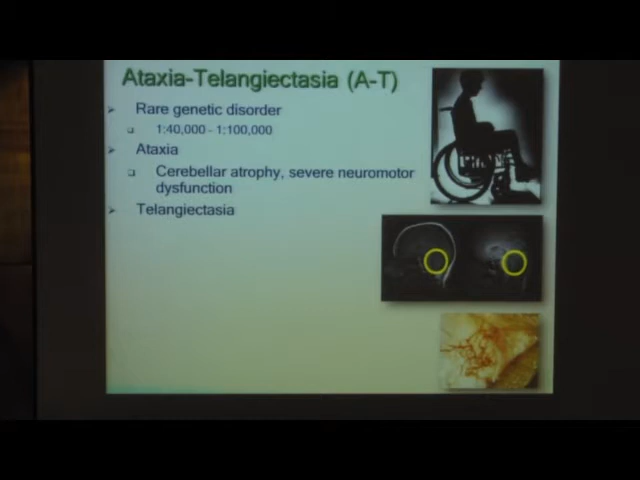 Ataxia-Telangiectasia (A-T)
Rare genetic disorder
1:40,000 - 1:100,000
Ataxia
Cerebellar atrophy, severe neuromotor
dysfunction
Telangiectasia